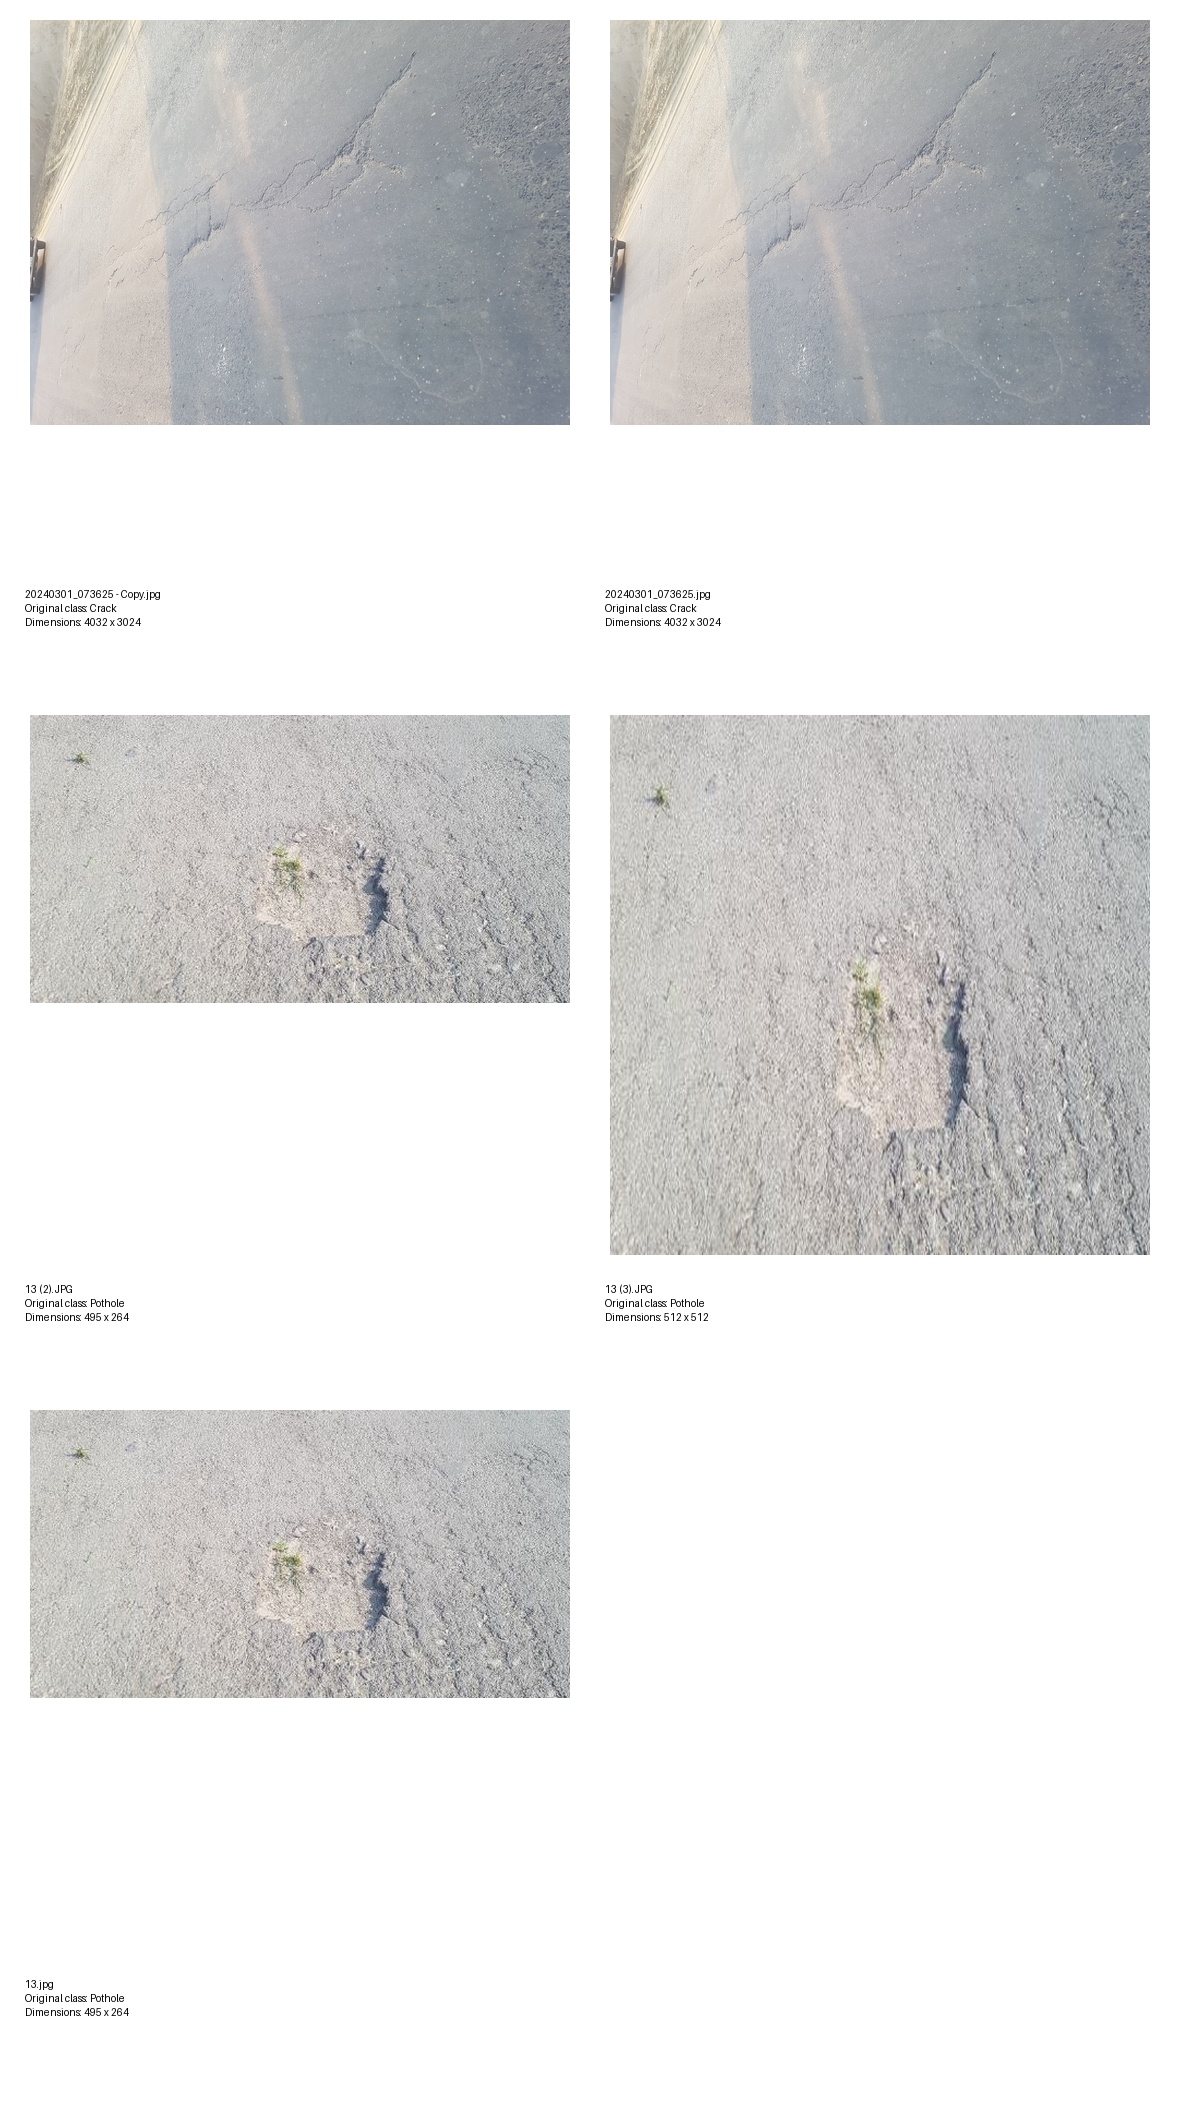 20240301_073625 - Copy.jpg
Original class: Crack
Dimensions: 4032 x 3024
20240301_073625.jpg
Original class: Crack
Dimensions: 4032 x 3024
13 (2).JPG
Original class: Pothole
Dimensions: 495 x 264
13 (3).JPG
Original class: Pothole
Dimensions: 512 x 512
13.jpg
Original class: Pothole
Dimensions: 495 x 264